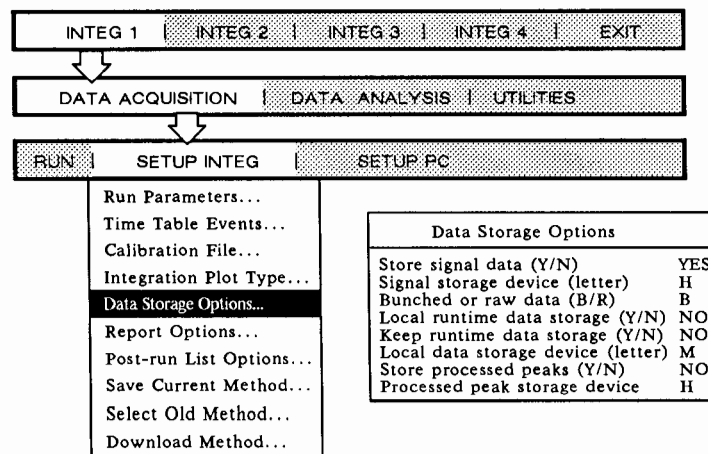 INTEG 1 | INTEG 2 | INTEG 3 | INTEG 4 | EXIT
DATA ACQUISITION | DATA ANALYSIS | UTILITIES
RUN | SETUP INTEG | SETUP PC
Run Parameters...
Time Table Events...
Calibration File...
Integration Plot Type...
Data Storage Options...
Report Options...
Post-run List Options...
Save Current Method...
Select Old Method...
Download Method...
Data Storage Options
Store signal data (Y/N) YES
Signal storage device (letter) H
Bunched or raw data (B/R) B
Local runtime data storage (Y/N) NO
Keep runtime data storage (Y/N) NO
Local data storage device (letter) M
Store processed peaks (Y/N) NO
Processed peak storage device H